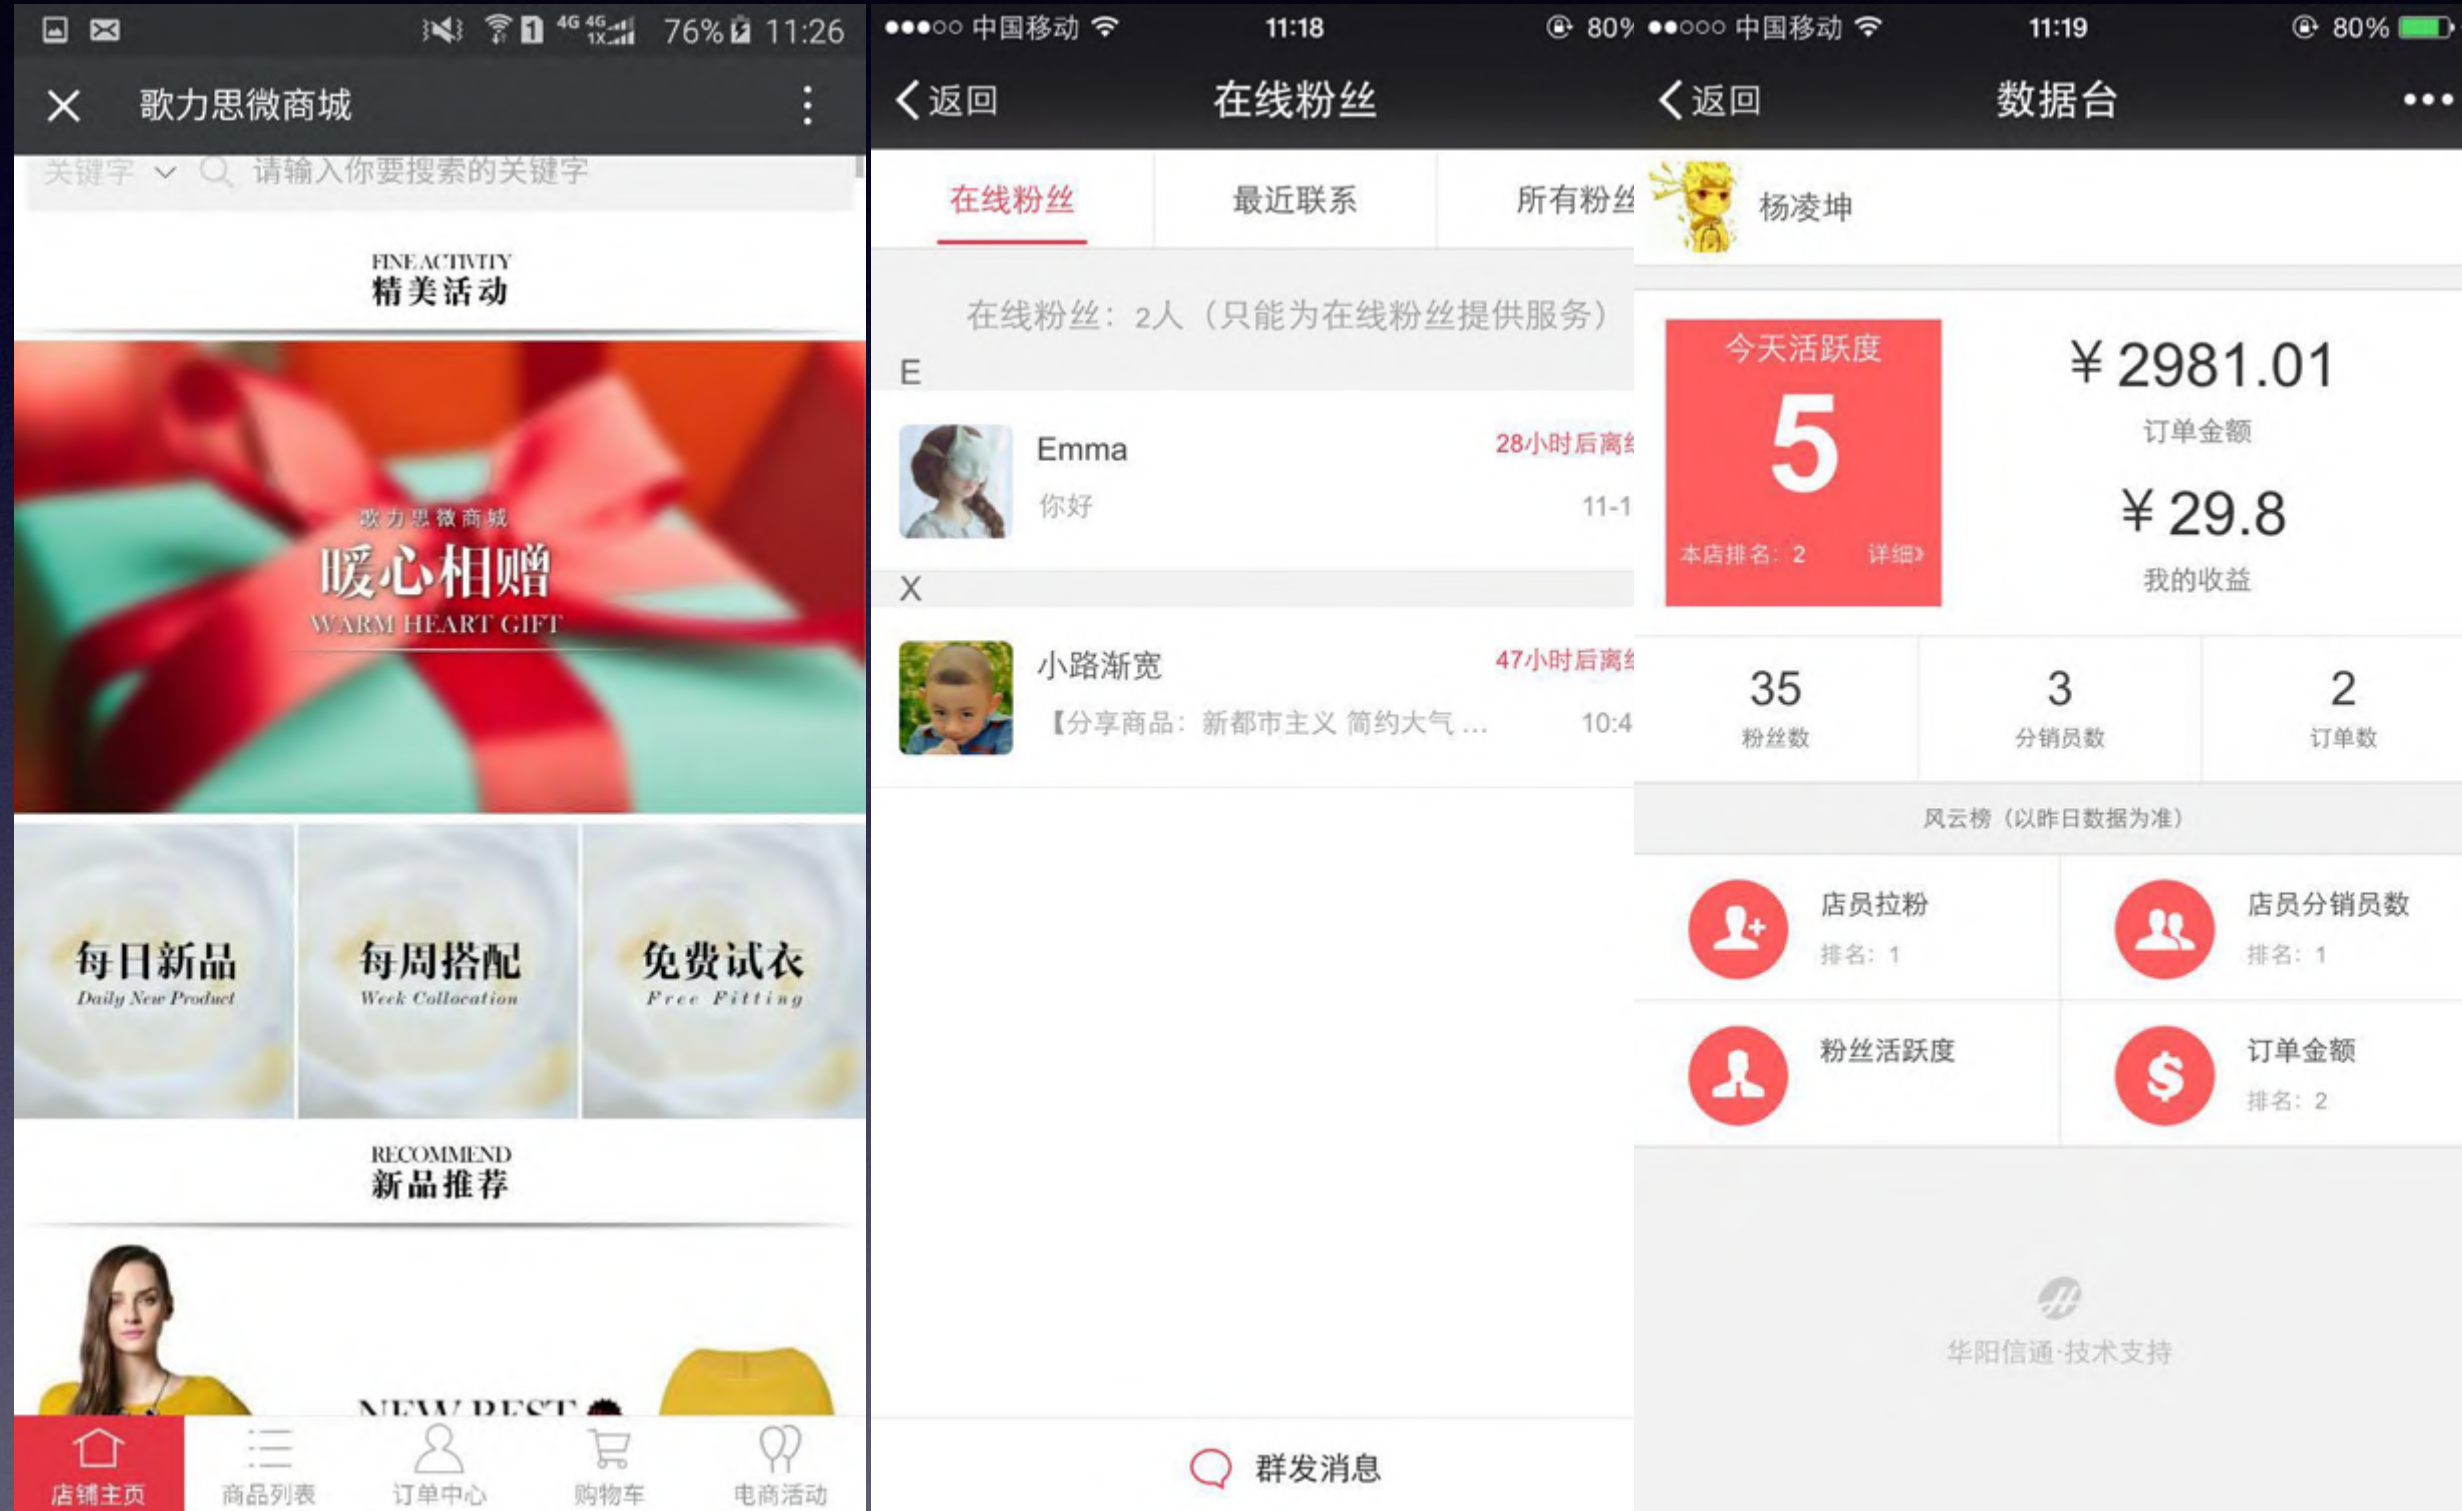 4G 4G
1X
1
76%
11:26
歌力思微商城
关键字
请输入你要搜索的关键字
FINE ACTIVITY
精美活动
歌力思微商城
暖心相赠
WARM HEART GIFT
每日新品
Daily New Product
每周搭配
Week Collocation
免费试衣
Free Fitting
RECOMMEND
新品推荐
NEW BEST
店铺主页
商品列表
订单中心
购物车
电商活动
中国移动
11:18
80%
返回
在线粉丝
在线粉丝
最近联系
所有粉丝
在线粉丝：2人（只能为在线粉丝提供服务）
E
Emma
28小时后离线
你好
11-1
X
小路渐宽
47小时后离线
【分享商品：新都市主义 简约大气 ...
10:4
群发消息
中国移动
11:19
80%
返回
数据台
杨凌坤
今天活跃度
5
本店排名：2
详细》
¥2981.01
订单金额
¥29.8
我的收益
35
粉丝数
3
分销员数
2
订单数
风云榜（以昨日数据为准）
店员拉粉
排名：1
店员分销员数
排名：1
粉丝活跃度
订单金额
排名：2
华阳信通·技术支持